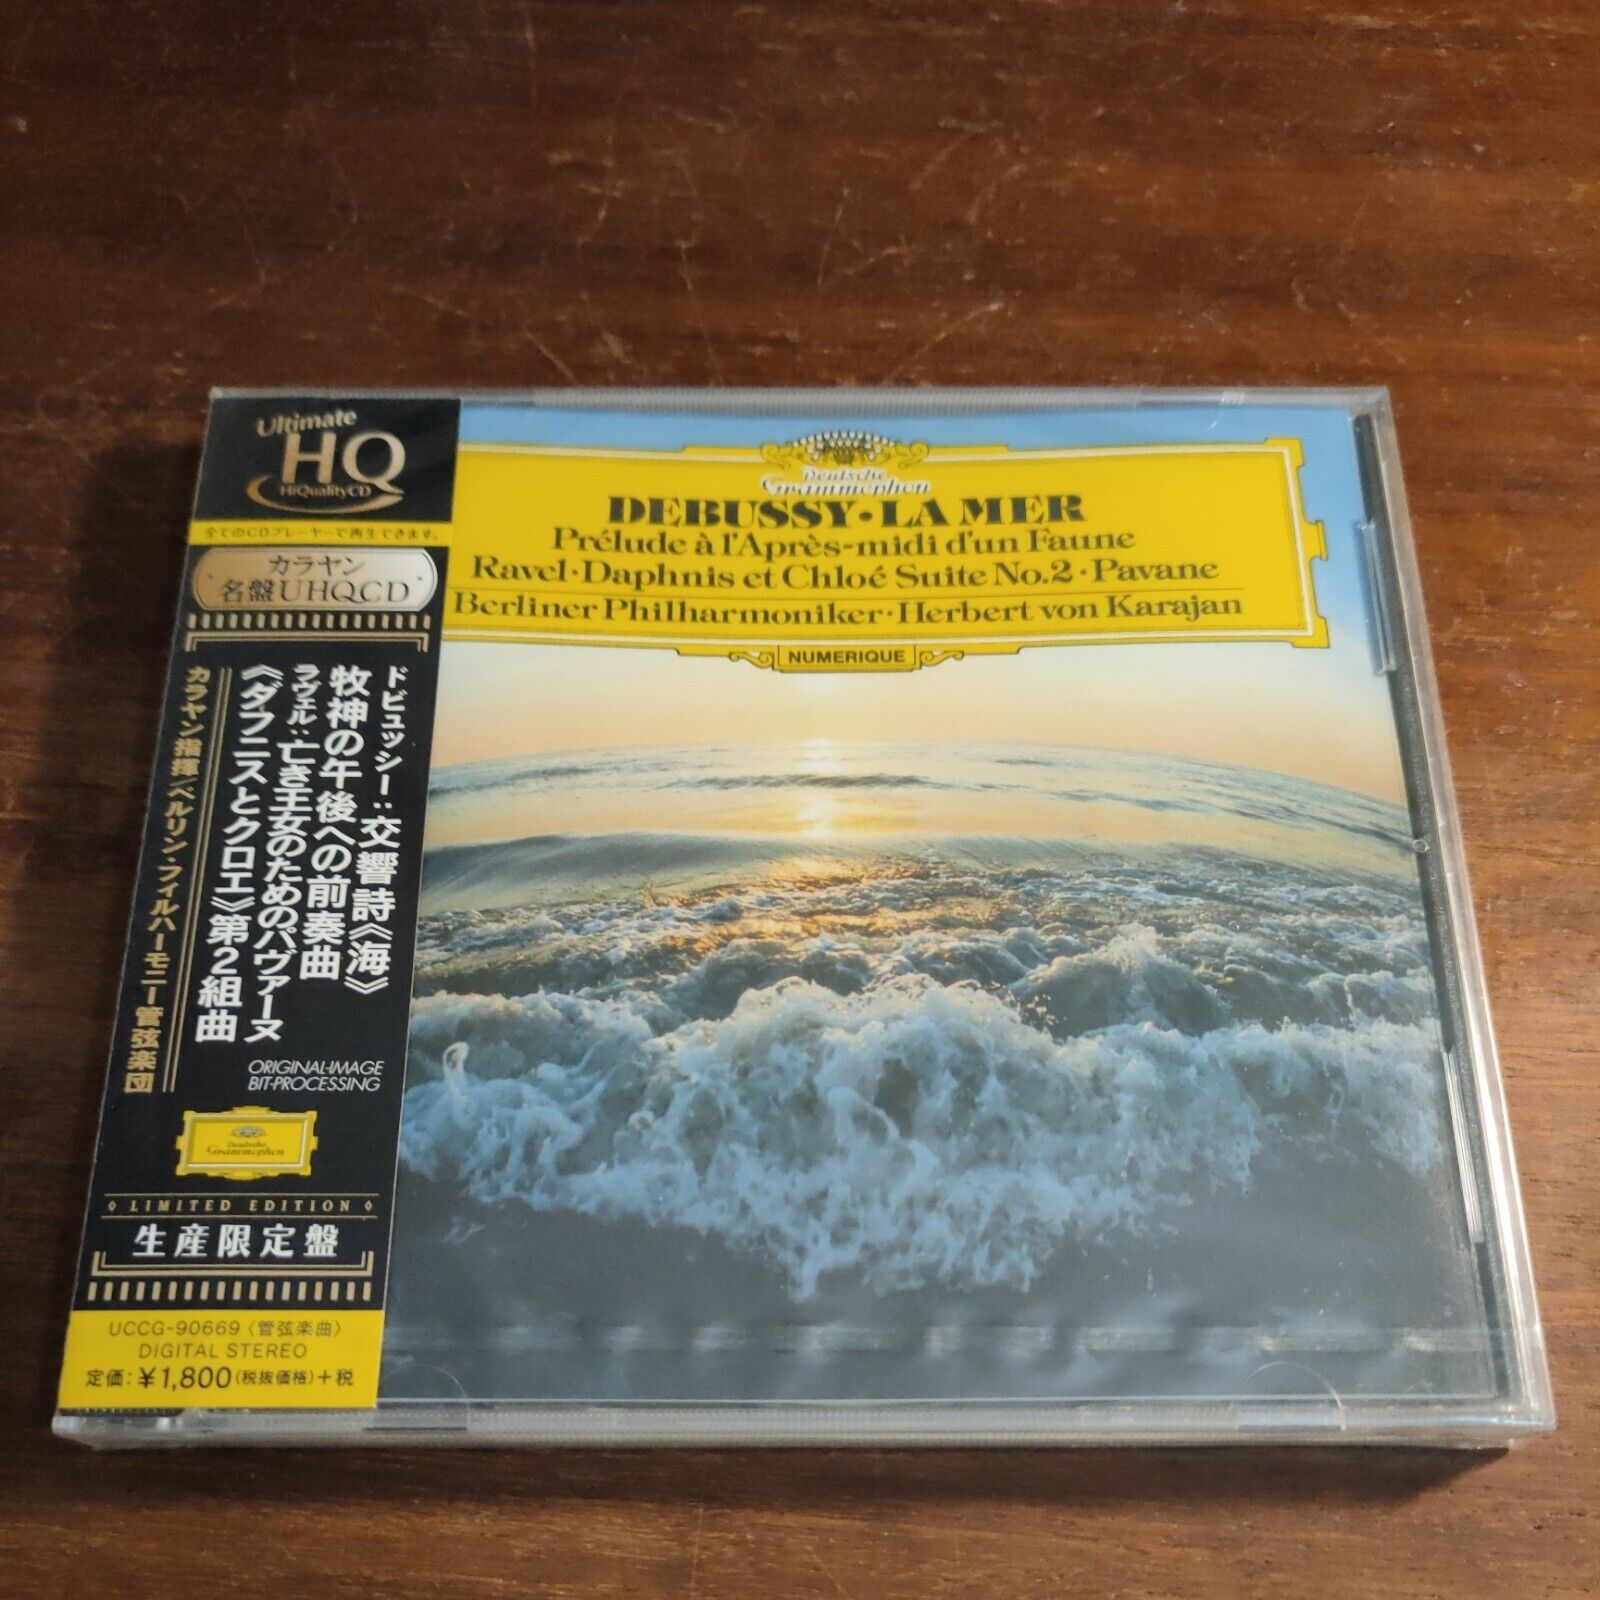 Ultimate
HQ
HiQualityCD
全てのCDプレーヤーで再生できます。
カラヤン
名盤UHQCD
ドビュッシー：交響詩《海》
牧神の午後への前奏曲
ラヴェル：亡き王女のためのパヴァーヌ
《ダフニスとクロエ》第2組曲
カラヤン指揮 ベルリン・フィルハーモニー管弦楽団
ORIGINAL-IMAGE
BIT-PROCESSING
Deutsche
Grammophon
LIMITED EDITION
生産限定盤
UCCG-90669〈管弦楽曲〉
DIGITAL STEREO
定価：¥1,800(税抜価格)+税
Deutsche
Grammophon
DEBUSSY・LA MER
Prélude à l'Après-midi d'un Faune
Ravel・Daphnis et Chloé Suite No.2・Pavane
Berliner Philharmoniker・Herbert von Karajan
NUMERIQUE